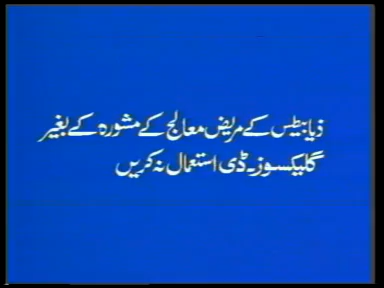 ذیابیطس کے مریض معالج کے مشورہ کے بغیر
گلیکسوز۔ڈی استعمال نہ کریں